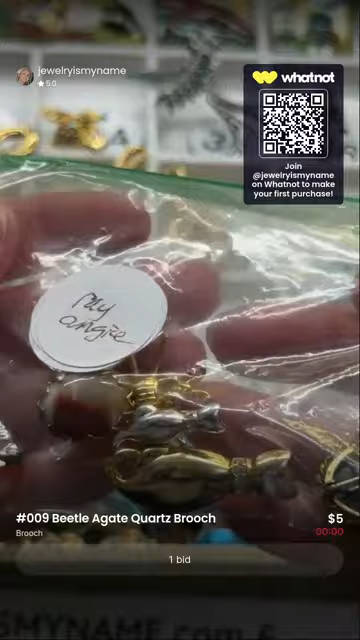 jewelryismyname
★ 5.0
whatnot
Join
@jewelryismyname
on Whatnot to make
your first purchase!
my
angie
#009 Beetle Agate Quartz Brooch
$5
Brooch
00:00
1 bid